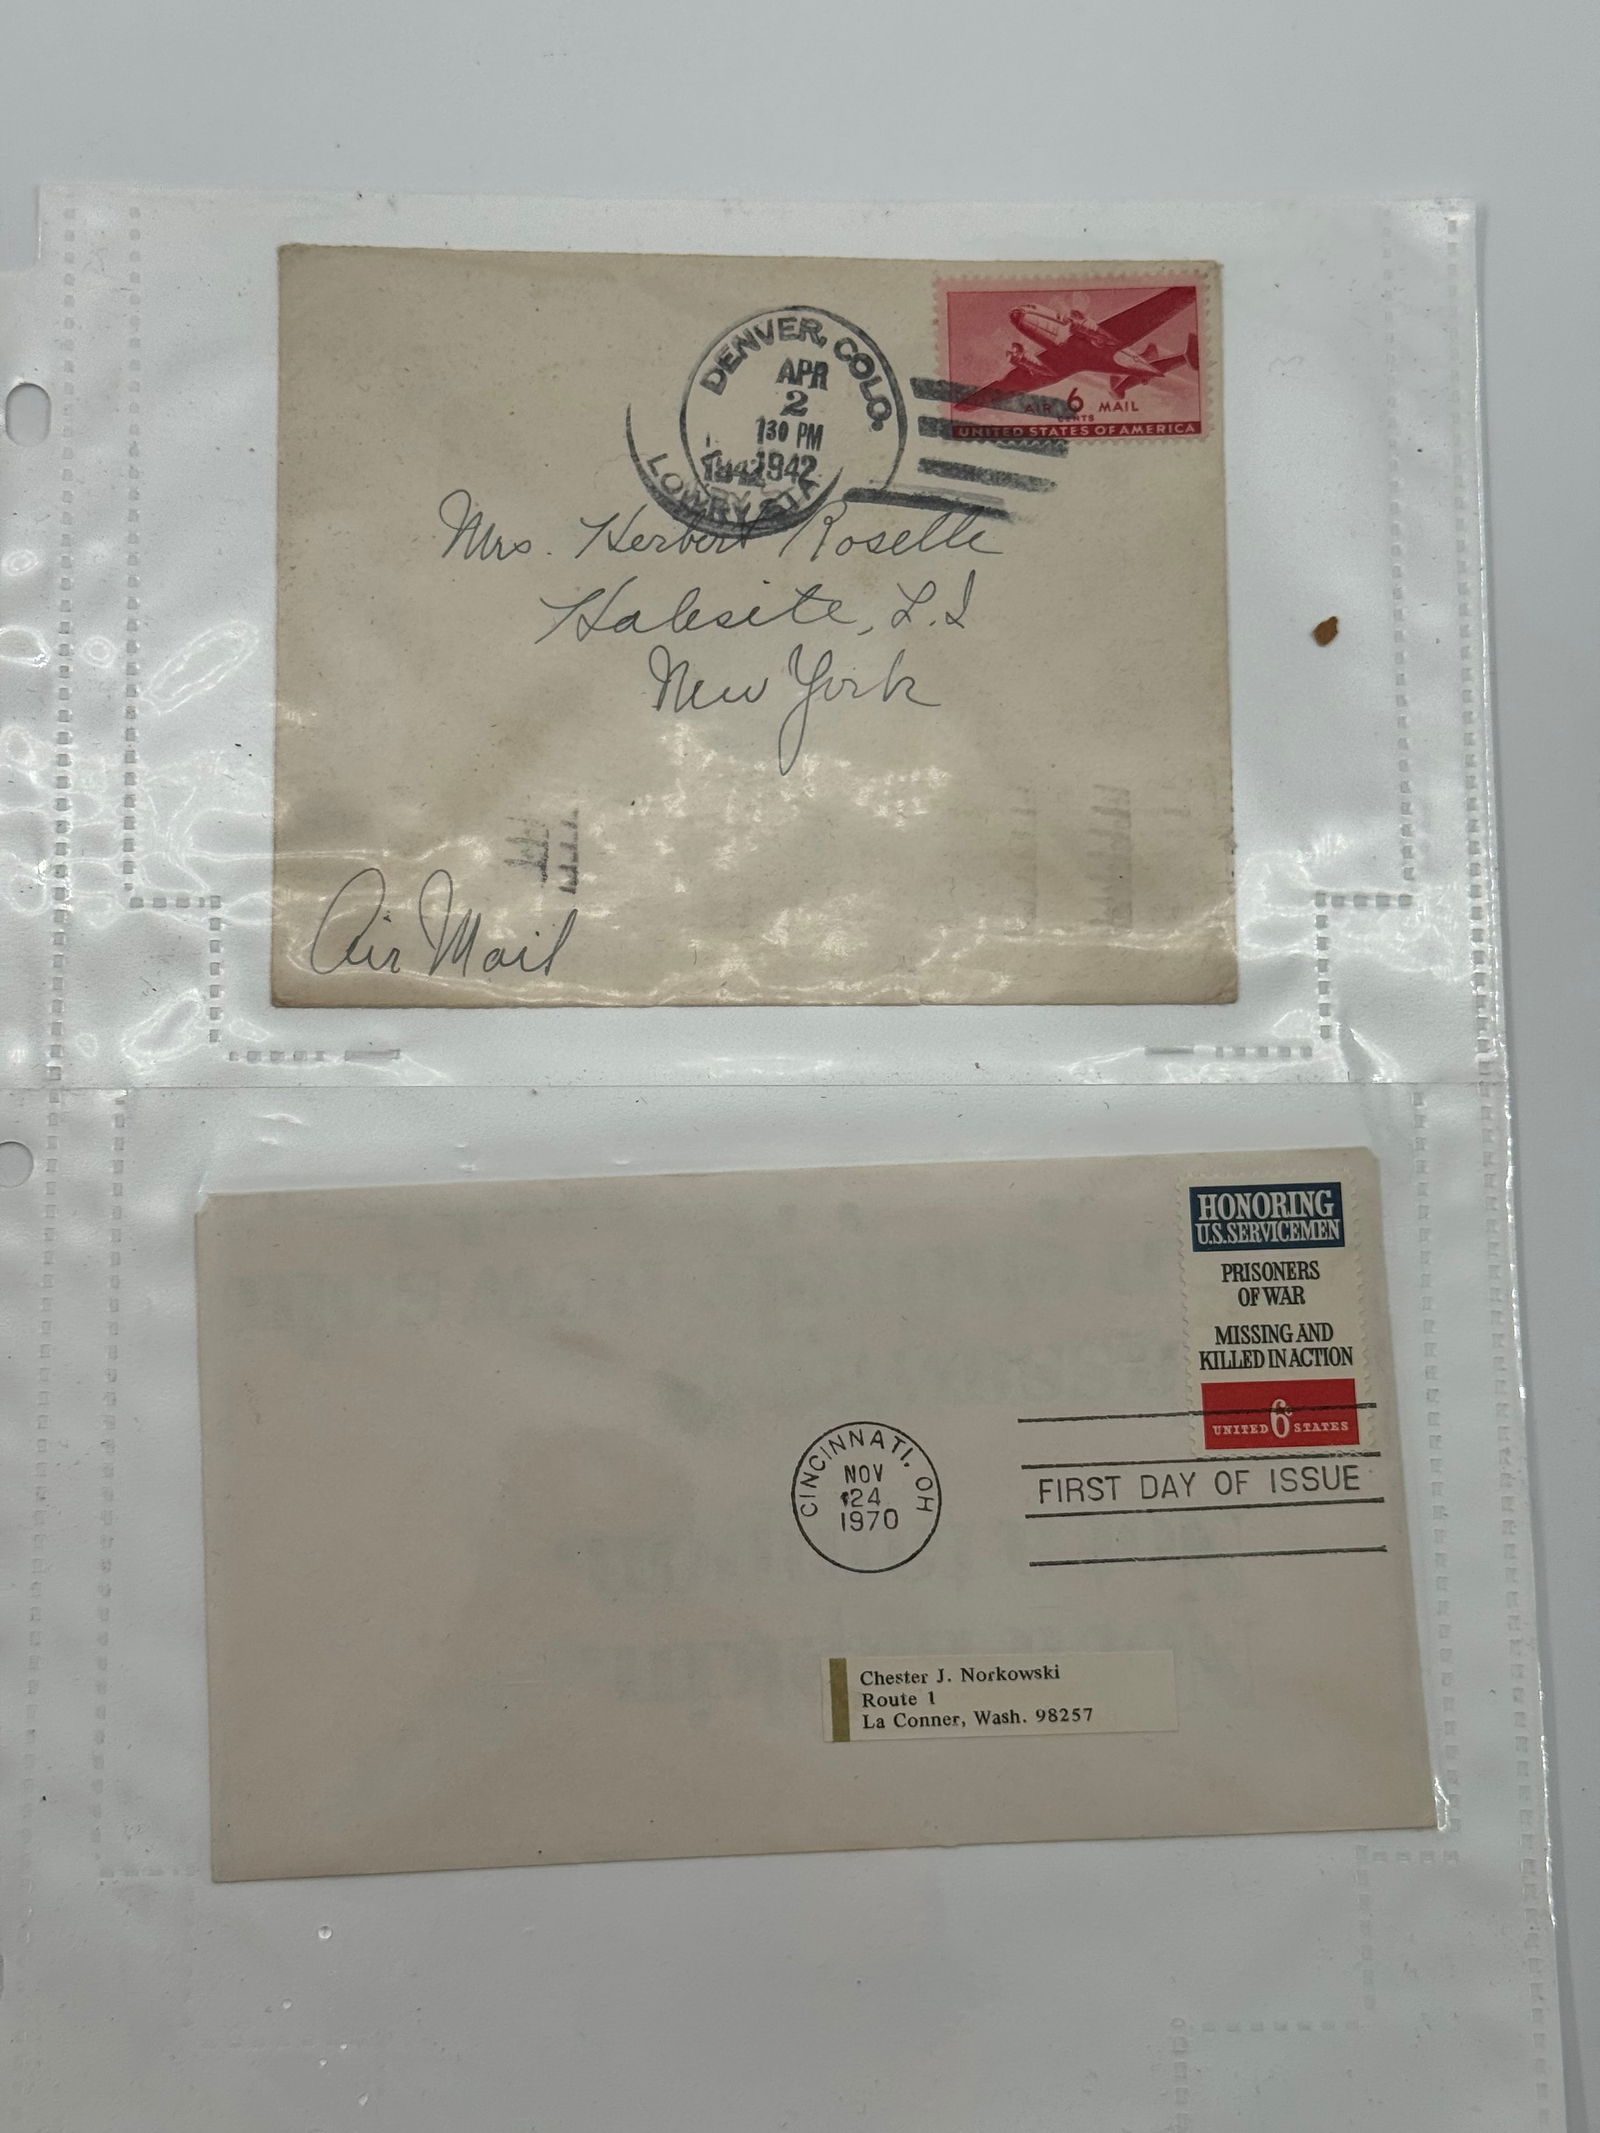 DENVER, COLO.
APR
2
130 PM
1942
LOWRY STA.
AIR 6 MAIL
CENTS
UNITED STATES OF AMERICA
Mrs. Herbert Roselle
Halesite, L.I
New York
Air Mail
HONORING
U.S. SERVICEMEN
PRISONERS
OF WAR
MISSING AND
KILLED IN ACTION
UNITED 6c STATES
CINCINNATI, OH
NOV
24
1970
FIRST DAY OF ISSUE
Chester J. Norkowski
Route 1
La Conner, Wash. 98257